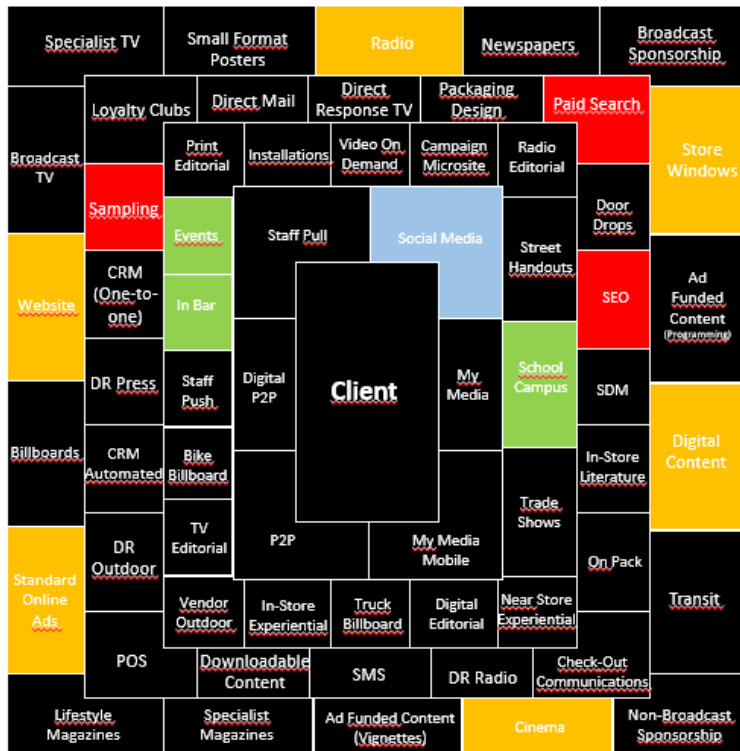 Specialist TV
Small Format
Posters
Radio
Newspapers
Broadcast
Sponsorship
Loyalty Clubs
Direct Mail
Direct
Response TV
Packaging
Design
Paid Search
Broadcast
TV
Print
Editorial
Installations
Video On
Demand
Campaign
Microsite
Radio
Editorial
Store
Windows
Sampling
Events
Staff Pull
Social Media
Street
Handouts
Door
Drops
Website
CRM
(One-to-
one)
In Bar
SEO
Ad
Funded
Content
(Programming)
DR Press
Staff
Push
Digital
P2P
Client
My
Media
School
Campus
SDM
Billboards
CRM
Automated
Bike
Billboard
In-Store
Literature
Digital
Content
DR
Outdoor
TV
Editorial
P2P
My Media
Mobile
Trade
Shows
On Pack
Standard
Online
Ads
Vendor
Outdoor
In-Store
Experiential
Truck
Billboard
Digital
Editorial
Near Store
Experiential
Transit
POS
Downloadable
Content
SMS
DR Radio
Check-Out
Communications
Lifestyle
Magazines
Specialist
Magazines
Ad Funded Content
(Vignettes)
Cinema
Non-Broadcast
Sponsorship